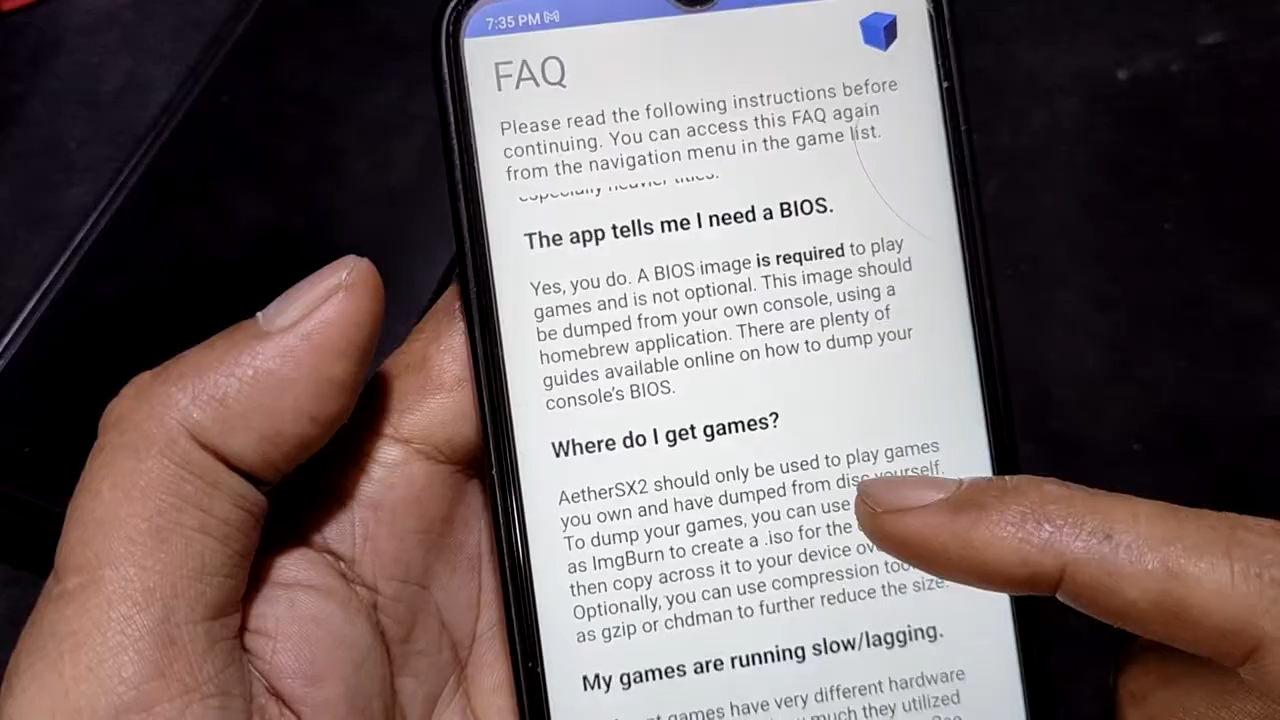 7:35 PM
FAQ
Please read the following instructions before
continuing. You can access this FAQ again
from the navigation menu in the game list.
especially heavier titles.
The app tells me I need a BIOS.
Yes, you do. A BIOS image is required to play
games and is not optional. This image should
be dumped from your own console, using a
homebrew application. There are plenty of
guides available online on how to dump your
console's BIOS.
Where do I get games?
AetherSX2 should only be used to play games
you own and have dumped from disc yourself.
To dump your games, you can use
as ImgBurn to create a .iso for the
then copy across it to your device
Optionally, you can use compression
as gzip or chdman to further reduce the size.
My games are running slow/lagging.
games have very different hardware
much they utilized